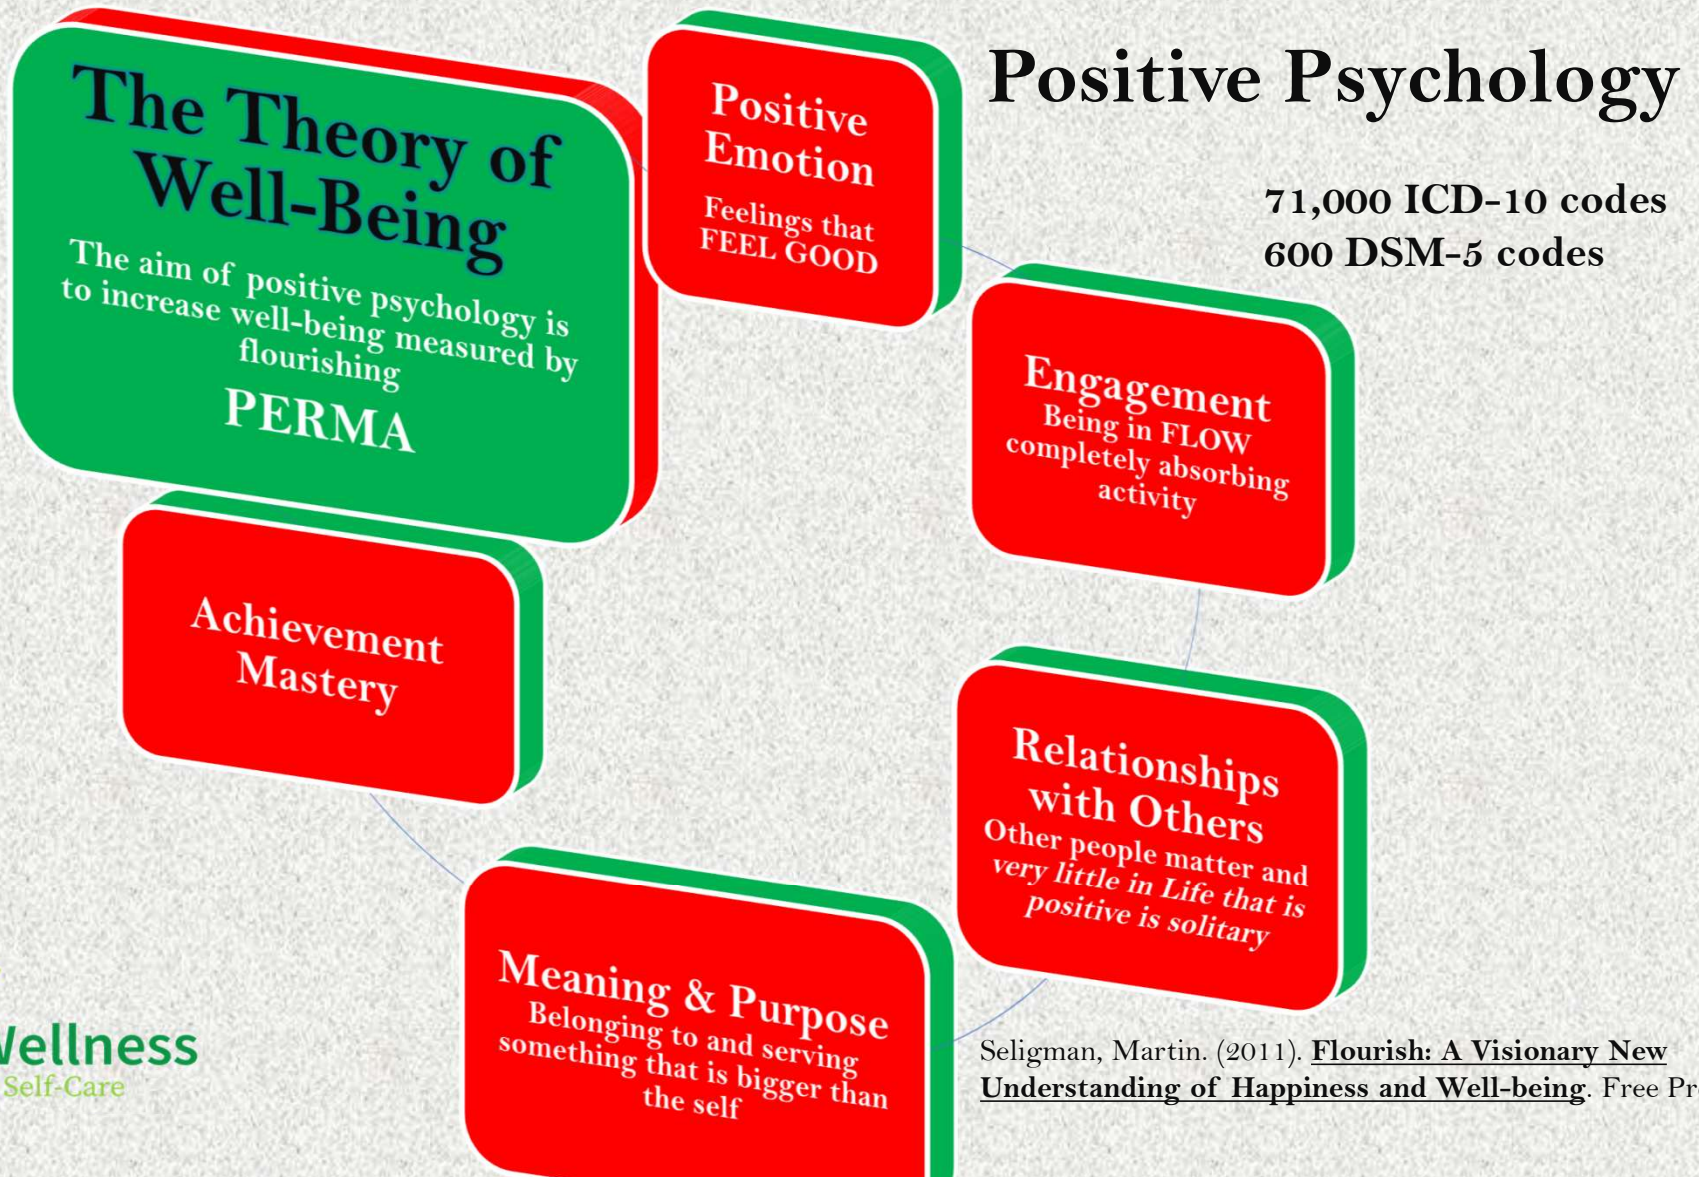 Positive Psychology
71,000 ICD-10 codes
600 DSM-5 codes
The Theory of
Well-Being
The aim of positive psychology is
to increase well-being measured by
flourishing
PERMA
Positive
Emotion
Feelings that
FEEL GOOD
Engagement
Being in FLOW
completely absorbing
activity
Relationships
with Others
Other people matter and
very little in Life that is
positive is solitary
Meaning & Purpose
Belonging to and serving
something that is bigger than
the self
Achievement
Mastery
Wellness
Self-Care
Seligman, Martin. (2011). Flourish: A Visionary New
Understanding of Happiness and Well-being. Free